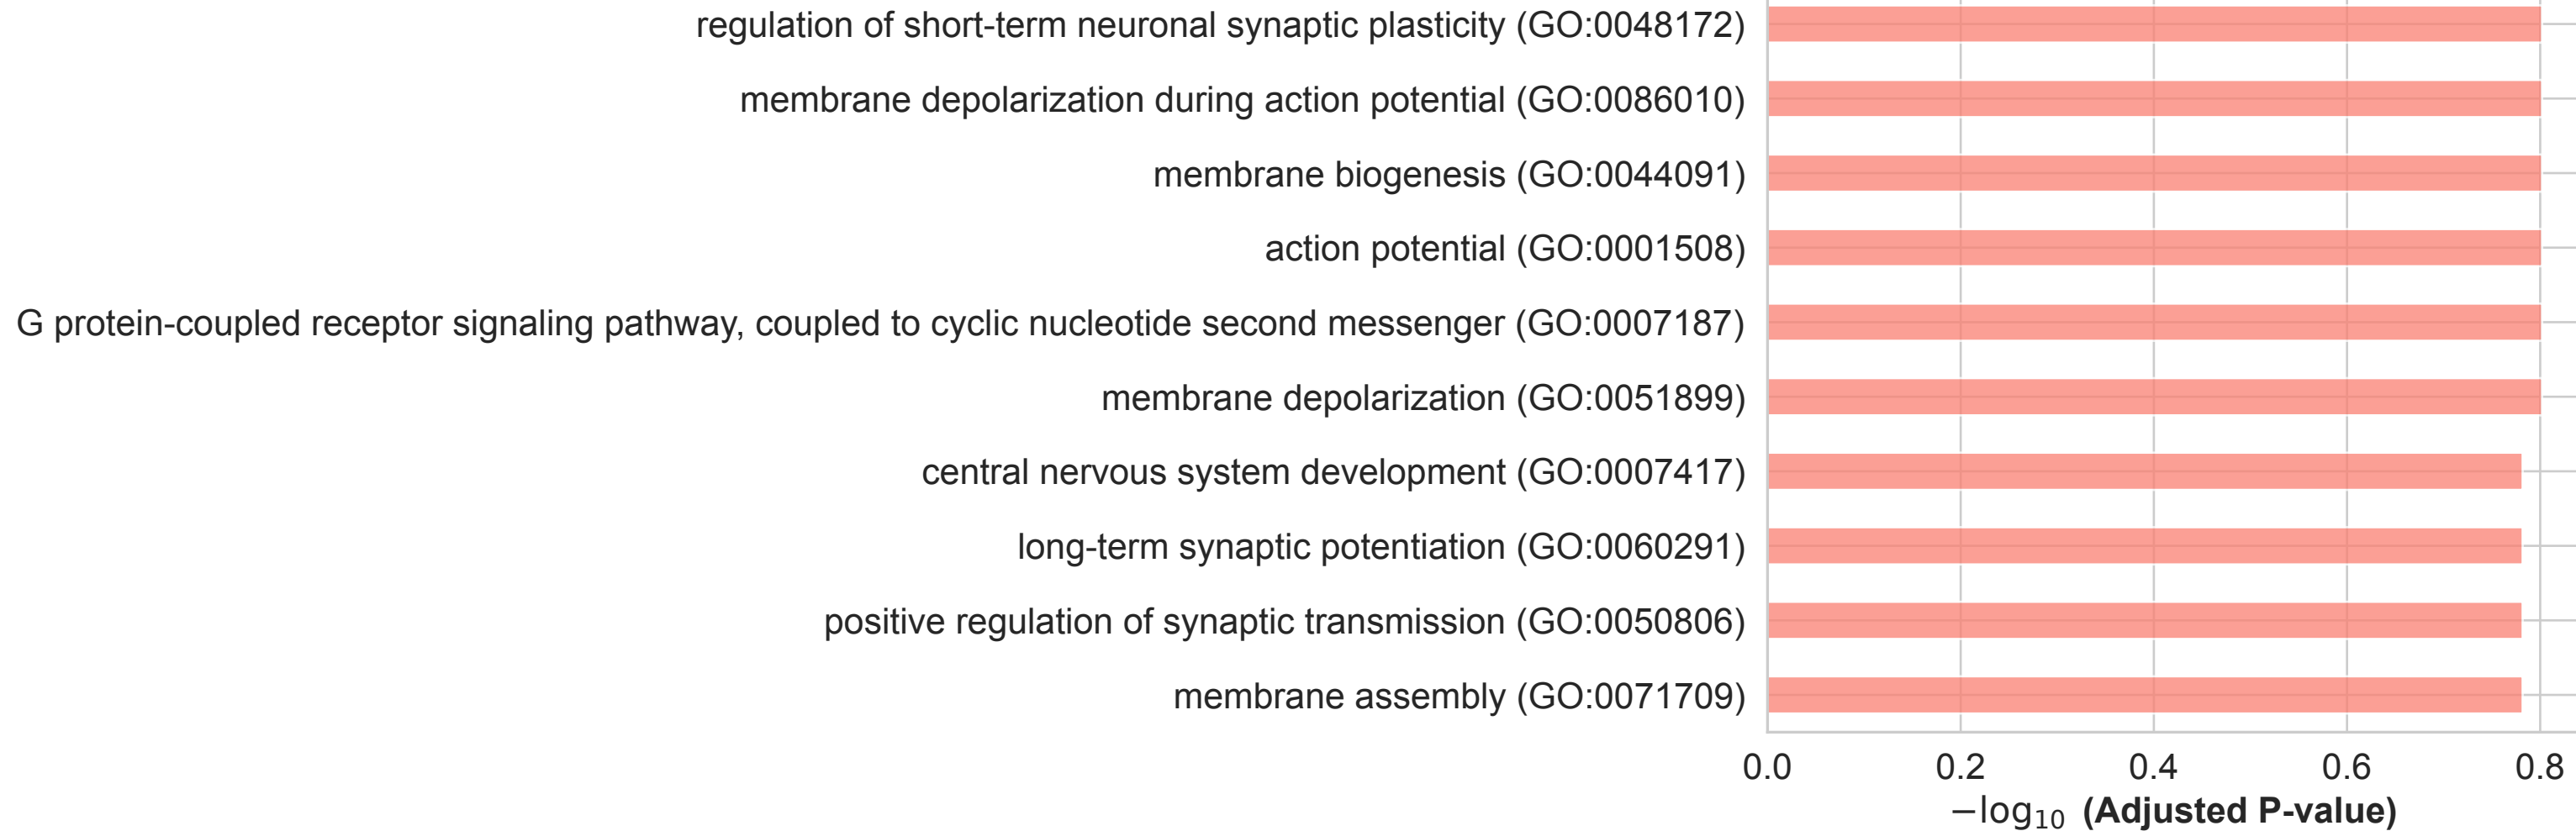 regulation of short-term neuronal synaptic plasticity (GO:0048172)
membrane depolarization during action potential (GO:0086010)
membrane biogenesis (GO:0044091)
action potential (GO:0001508)
G protein-coupled receptor signaling pathway, coupled to cyclic nucleotide second messenger (GO:0007187)
membrane depolarization (GO:0051899)
central nervous system development (GO:0007417)
long-term synaptic potentiation (GO:0060291)
positive regulation of synaptic transmission (GO:0050806)
membrane assembly (GO:0071709)
0.0 0.2 0.4 0.6 0.8
−log₁₀ (Adjusted P-value)